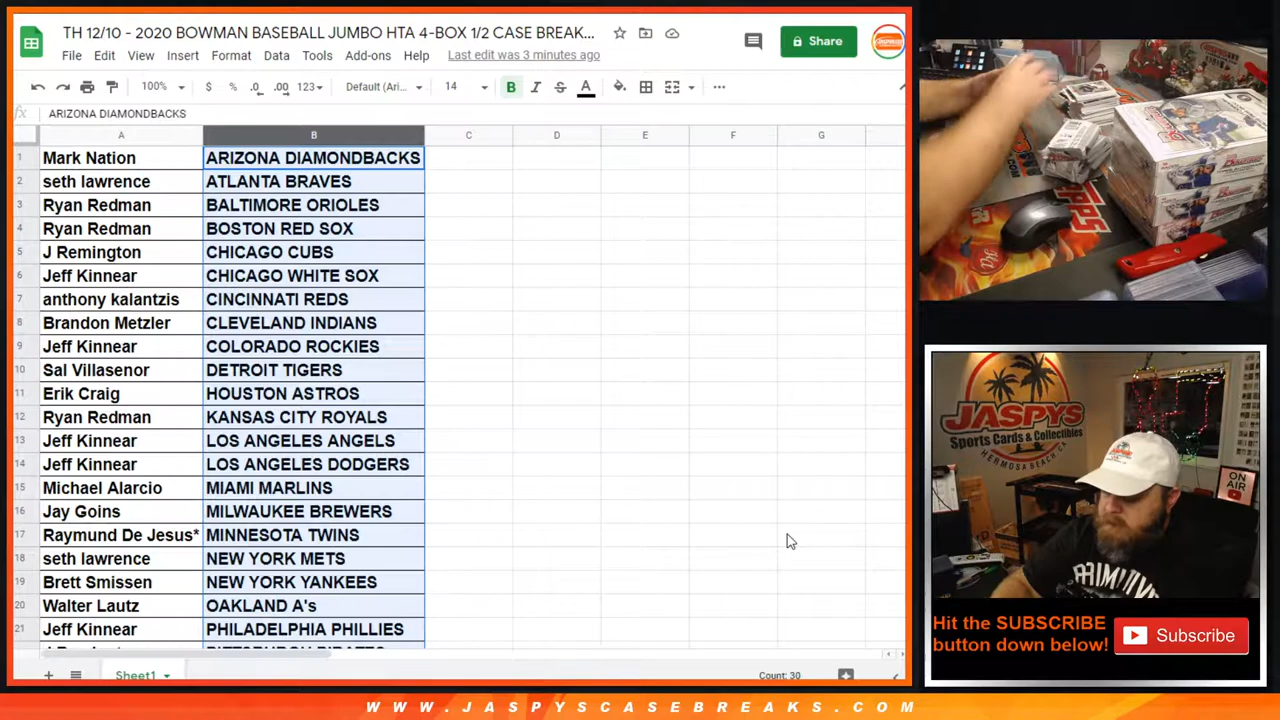 TH 12/10 - 2020 BOWMAN BASEBALL JUMBO HTA 4-BOX 1/2 CASE BREAK...
Share
File Edit View Insert Format Data Tools Add-ons Help Last edit was 3 minutes ago
100% $ % .0 .00 123 Default (Ari... 14 B I S A
fx ARIZONA DIAMONDBACKS
A B C D E F G
1 Mark Nation ARIZONA DIAMONDBACKS
2 seth lawrence ATLANTA BRAVES
3 Ryan Redman BALTIMORE ORIOLES
4 Ryan Redman BOSTON RED SOX
5 J Remington CHICAGO CUBS
6 Jeff Kinnear CHICAGO WHITE SOX
7 anthony kalantzis CINCINNATI REDS
8 Brandon Metzler CLEVELAND INDIANS
9 Jeff Kinnear COLORADO ROCKIES
10 Sal Villasenor DETROIT TIGERS
11 Erik Craig HOUSTON ASTROS
12 Ryan Redman KANSAS CITY ROYALS
13 Jeff Kinnear LOS ANGELES ANGELS
14 Jeff Kinnear LOS ANGELES DODGERS
15 Michael Alarcio MIAMI MARLINS
16 Jay Goins MILWAUKEE BREWERS
17 Raymund De Jesus* MINNESOTA TWINS
18 seth lawrence NEW YORK METS
19 Brett Smissen NEW YORK YANKEES
20 Walter Lautz OAKLAND A's
21 Jeff Kinnear PHILADELPHIA PHILLIES
J Remington PITTSBURGH PIRATES
Sheet1
Count: 30
JASPYS
Sports Cards & Collectibles
HERMOSA BEACH, CA
ON AIR
PRIMITIVE
Hit the SUBSCRIBE
button down below!
Subscribe
WWW.JASPYSCASEBREAKS.COM